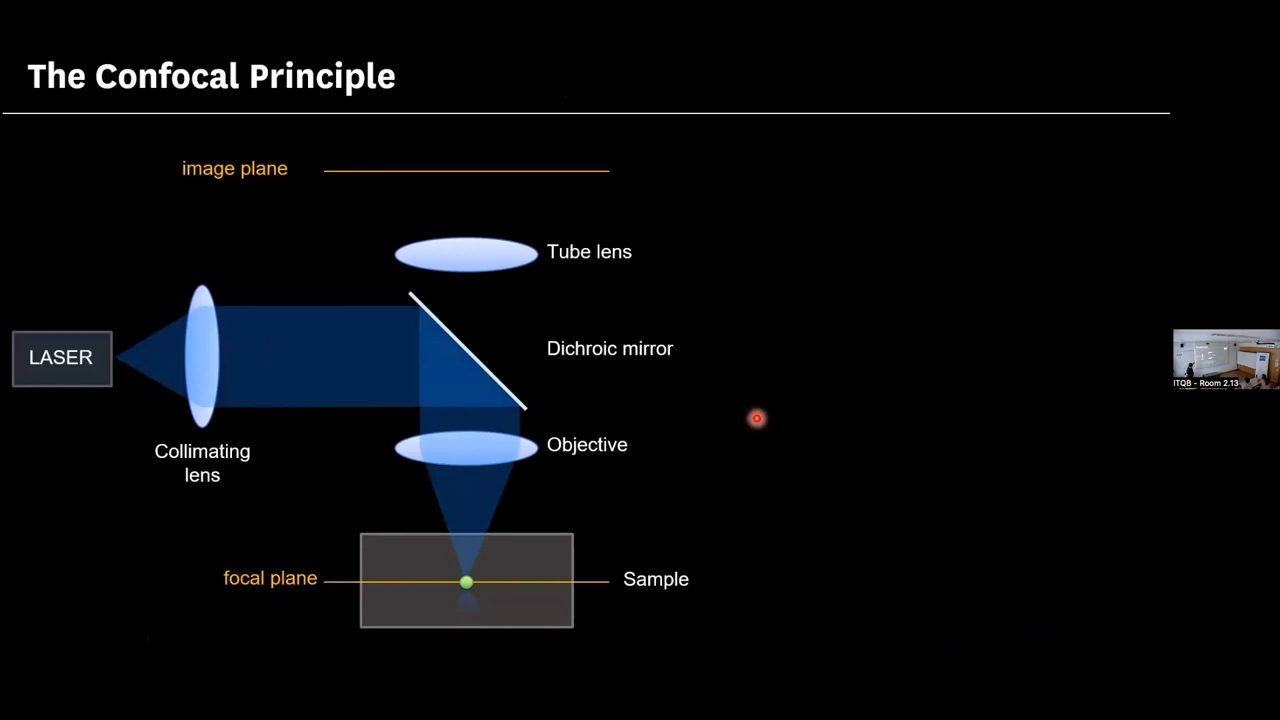 The Confocal Principle
image plane
Tube lens
LASER
Dichroic mirror
Collimating
lens
Objective
focal plane
Sample
ITQB - Room 2.13